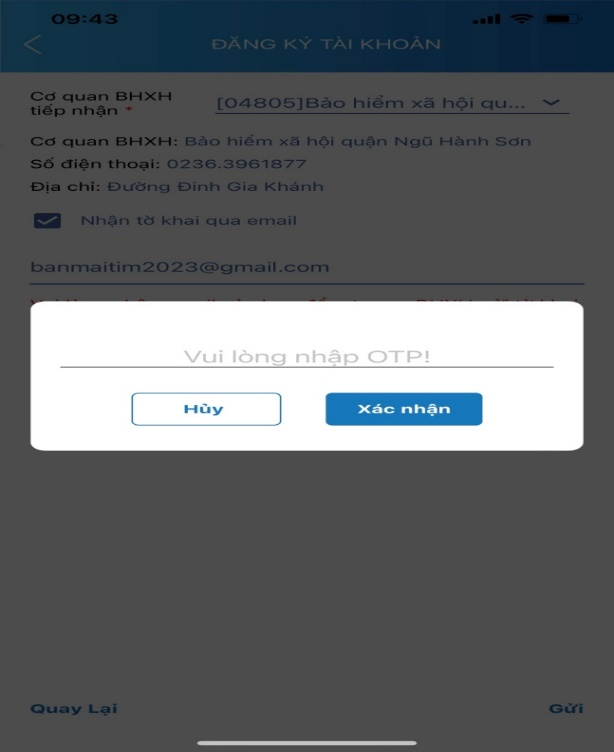 09:43
ĐĂNG KÝ TÀI KHOẢN
Cơ quan BHXH
tiếp nhận *
[04805]Bảo hiểm xã hội qu...
Cơ quan BHXH: Bảo hiểm xã hội quận Ngũ Hành Sơn
Số điện thoại: 0236.3961877
Địa chỉ: Đường Đinh Gia Khánh
Nhận tờ khai qua email
banmaitim2023@gmail.com
Vui lòng nhập OTP!
Hủy
Xác nhận
Quay Lại
Gửi